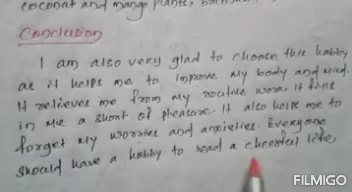 coconut and mango plants,
Conclusion
I am also very glad to choose this hobby
as it helps me to improve my body and mind.
It relieves me from my routine work. It fills
in me a short of pleasure. It also helps me to
forget my worries and anxieties. Everyone
should have a hobby to lead a cheerful life.
FILMIGO